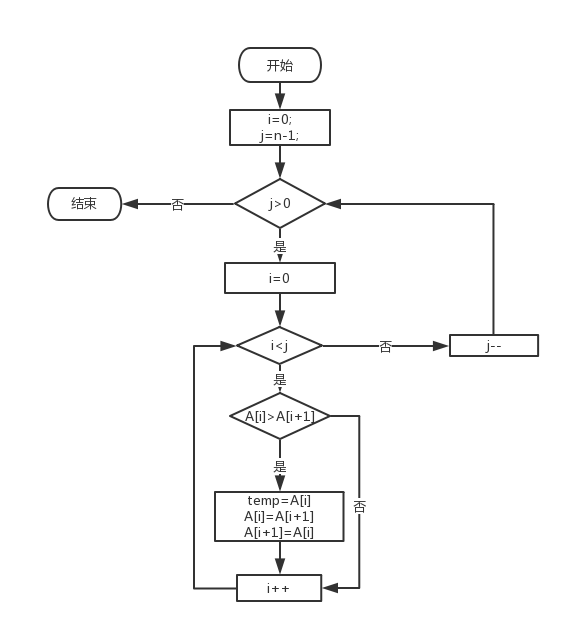 开始
i=0;
j=n-1;
结束
否
j>0
是
i=0
i<j
否
j--
是
A[i]>A[i+1]
是
temp=A[i]
A[i]=A[i+1]
A[i+1]=A[i]
否
i++